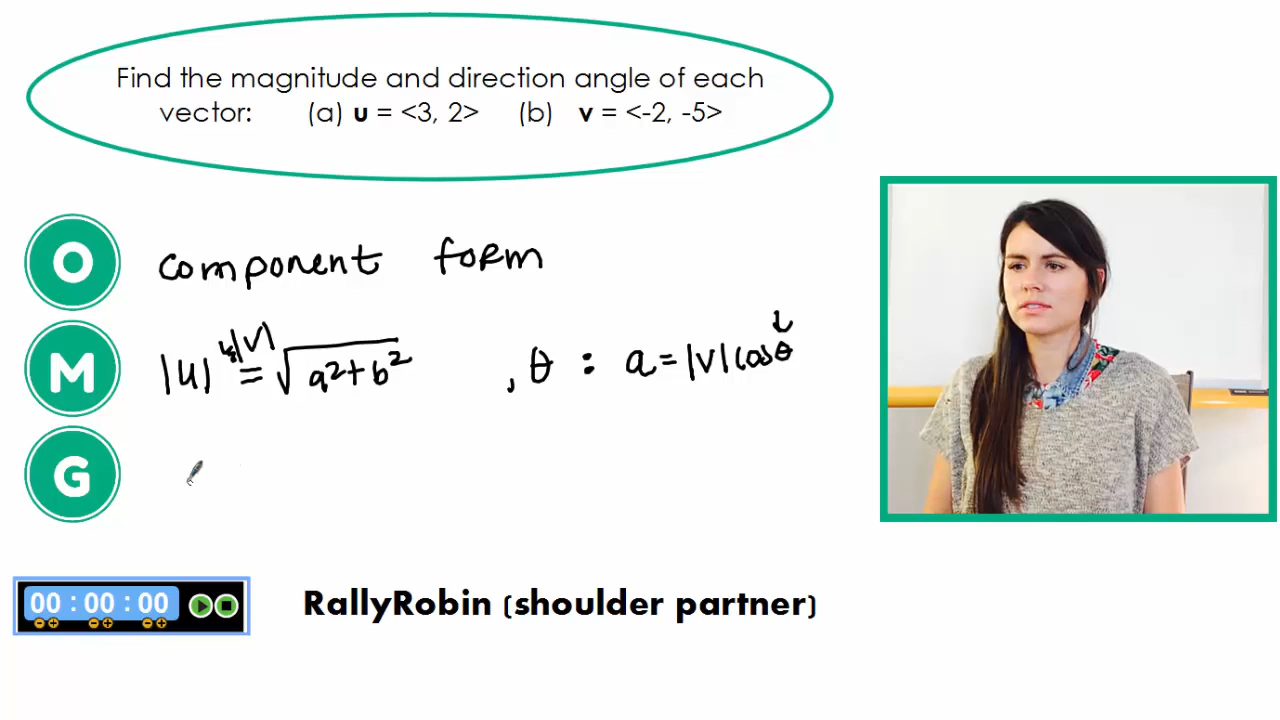 Find the magnitude and direction angle of each
vector: (a) u = <3, 2> (b) v = <-2, -5>
O component form
M |u| & |v| = √a²+b² , θ : a = |v| cos θ
G
00 : 00 : 00
RallyRobin (shoulder partner)